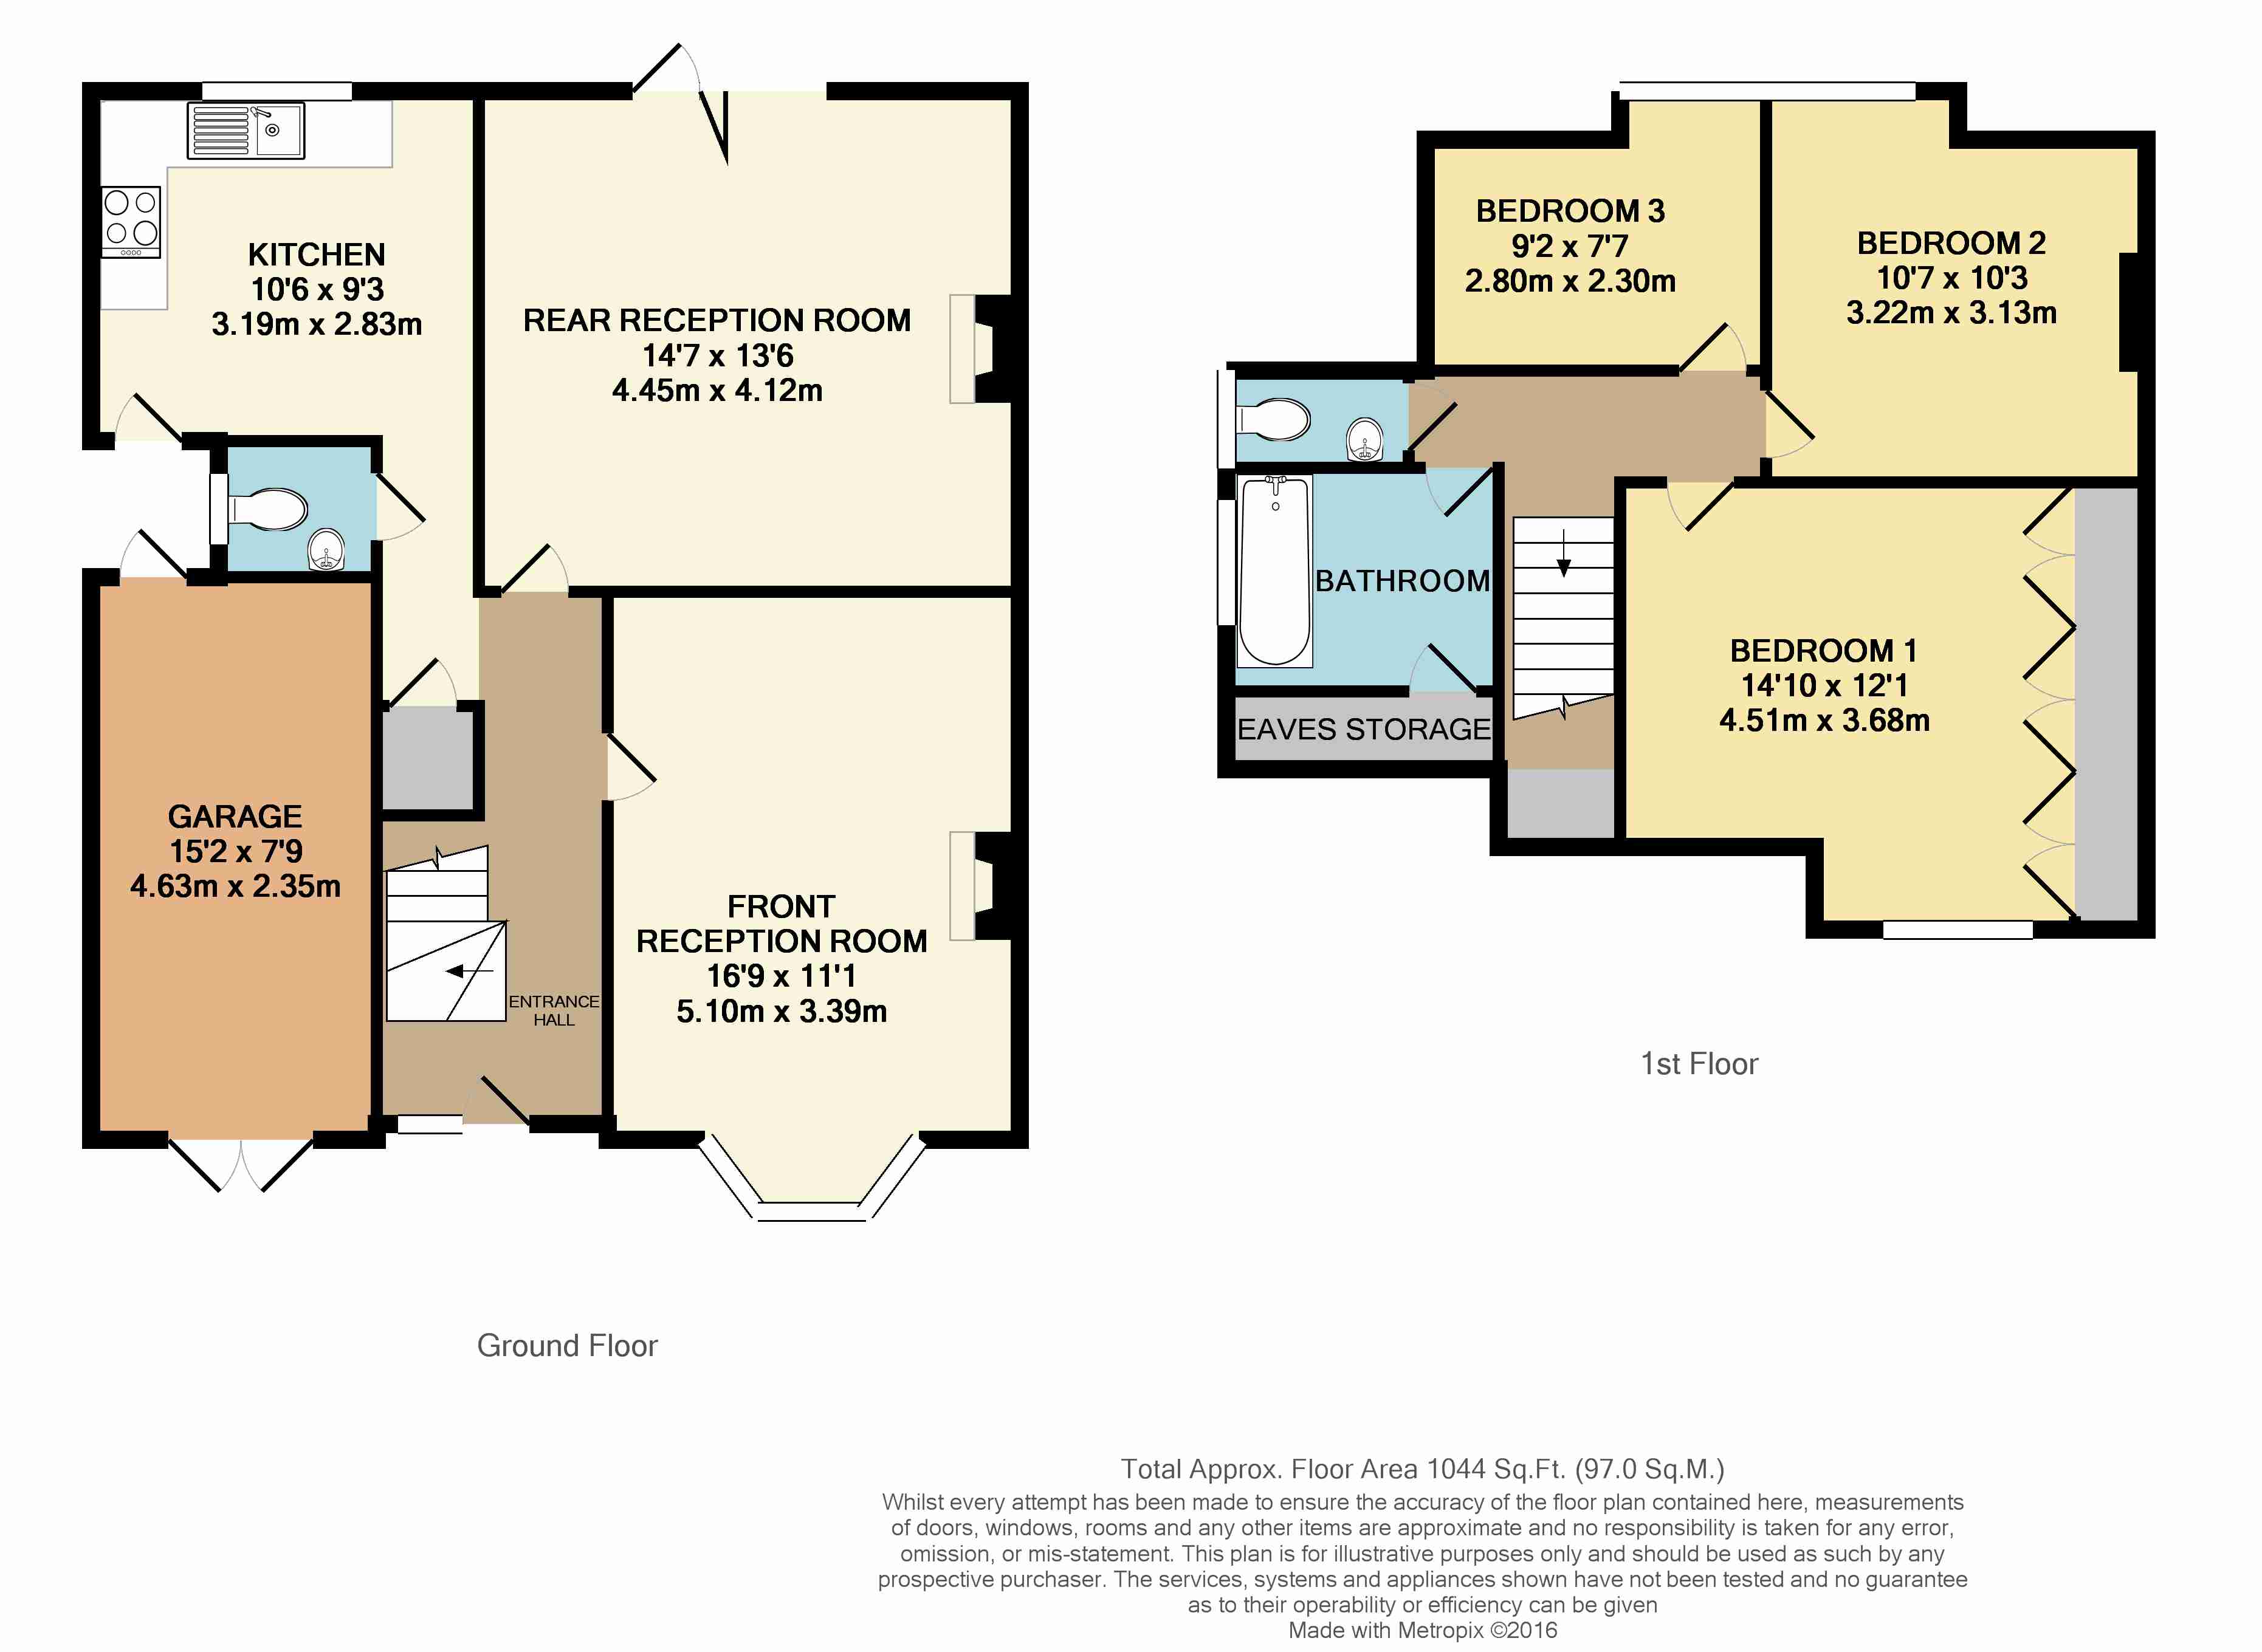 KITCHEN
10'6 x 9'3
3.19m x 2.83m
REAR RECEPTION ROOM
14'7 x 13'6
4.45m x 4.12m
GARAGE
15'2 x 7'9
4.63m x 2.35m
FRONT
RECEPTION ROOM
16'9 x 11'1
5.10m x 3.39m
ENTRANCE
HALL
Ground Floor
BEDROOM 3
9'2 x 7'7
2.80m x 2.30m
BEDROOM 2
10'7 x 10'3
3.22m x 3.13m
BATHROOM
EAVES STORAGE
BEDROOM 1
14'10 x 12'1
4.51m x 3.68m
1st Floor
Total Approx. Floor Area 1044 Sq.Ft. (97.0 Sq.M.)
Whilst every attempt has been made to ensure the accuracy of the floor plan contained here, measurements
of doors, windows, rooms and any other items are approximate and no responsibility is taken for any error,
omission, or mis-statement. This plan is for illustrative purposes only and should be used as such by any
prospective purchaser. The services, systems and appliances shown have not been tested and no guarantee
as to their operability or efficiency can be given
Made with Metropix ©2016